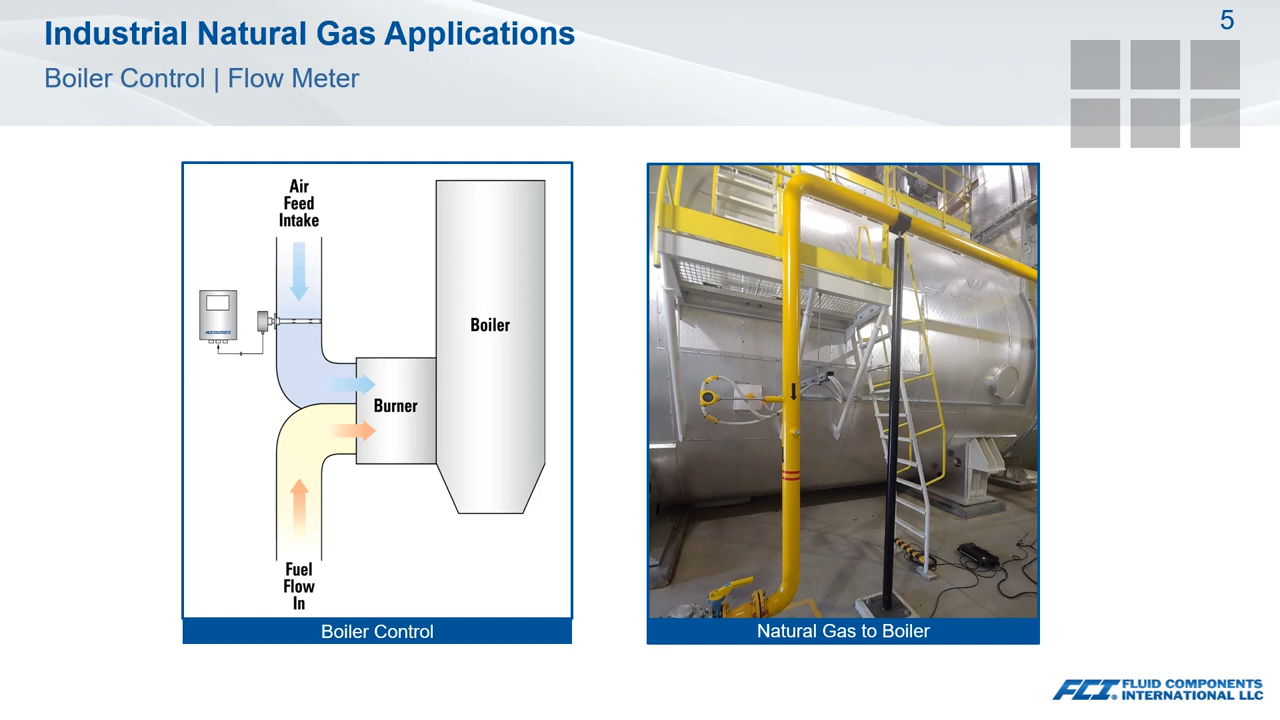 Industrial Natural Gas Applications
5
Boiler Control | Flow Meter
Air
Feed
Intake
Boiler
Burner
Fuel
Flow
In
Boiler Control
Natural Gas to Boiler
FCI® FLUID COMPONENTS
INTERNATIONAL LLC